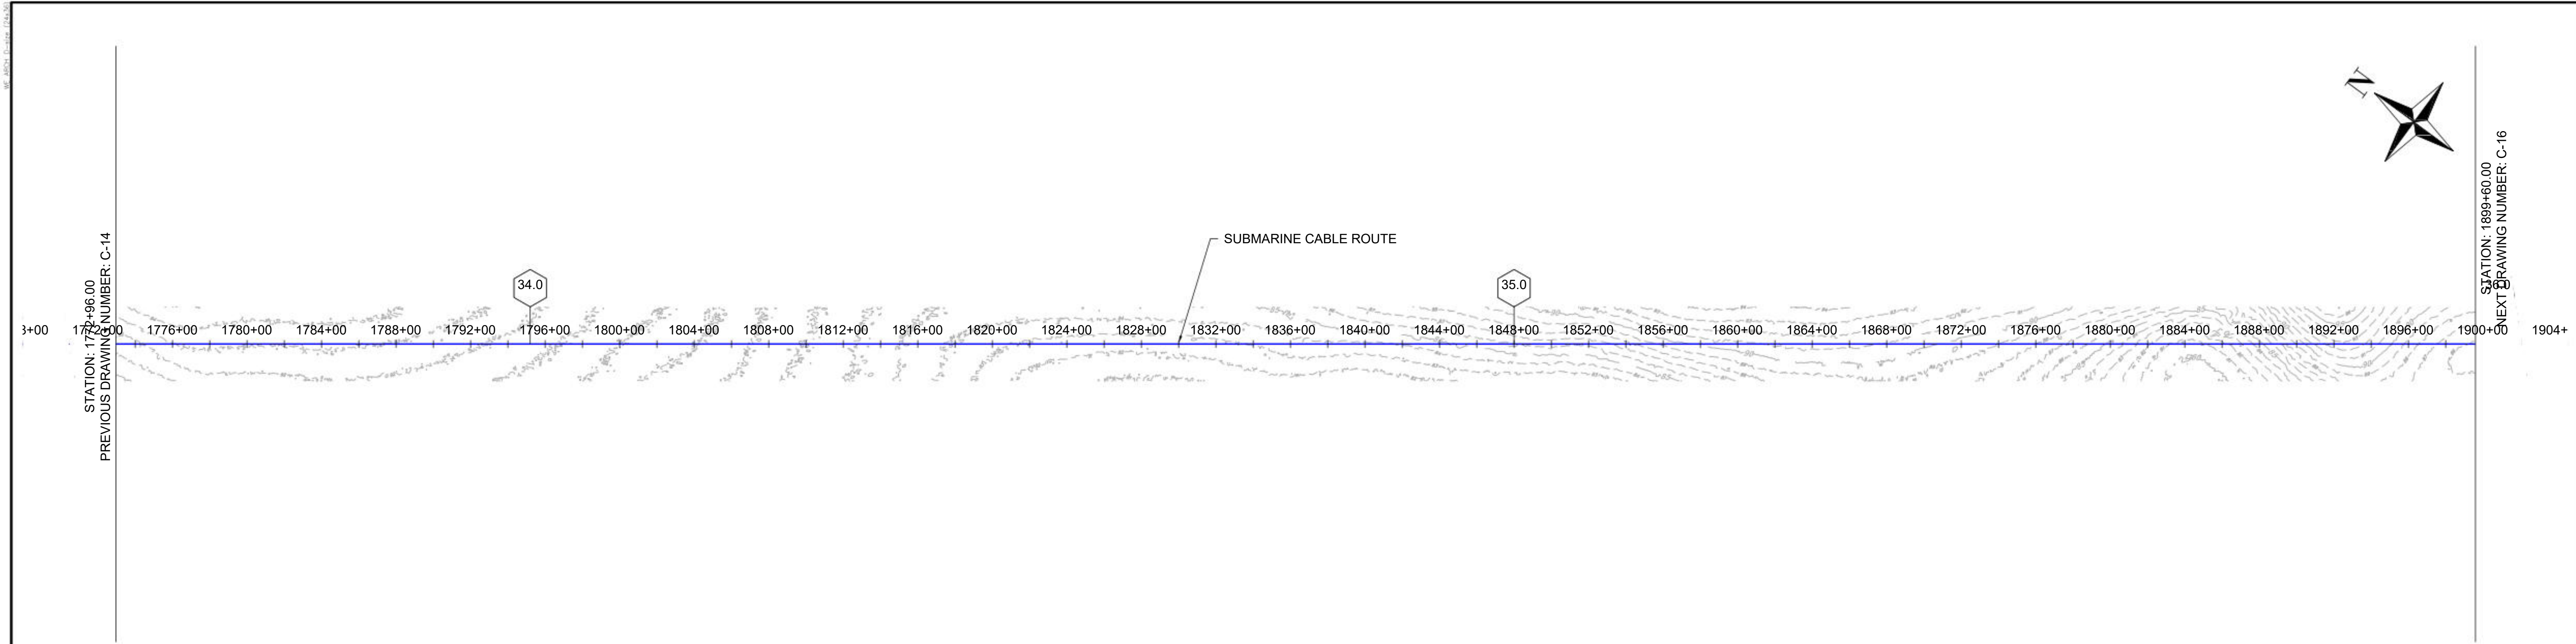 N
STATION: 1772+96.00
PREVIOUS DRAWING NUMBER: C-14
STATION: 1899+60.00
NEXT DRAWING NUMBER: C-16
SUBMARINE CABLE ROUTE
34.0
35.0
36.0
1772+00 1776+00 1780+00 1784+00 1788+00 1792+00 1796+00 1800+00 1804+00 1808+00 1812+00 1816+00 1820+00 1824+00 1828+00 1832+00 1836+00 1840+00 1844+00 1848+00 1852+00 1856+00 1860+00 1864+00 1868+00 1872+00 1876+00 1880+00 1884+00 1888+00 1892+00 1896+00 1900+00 1904+